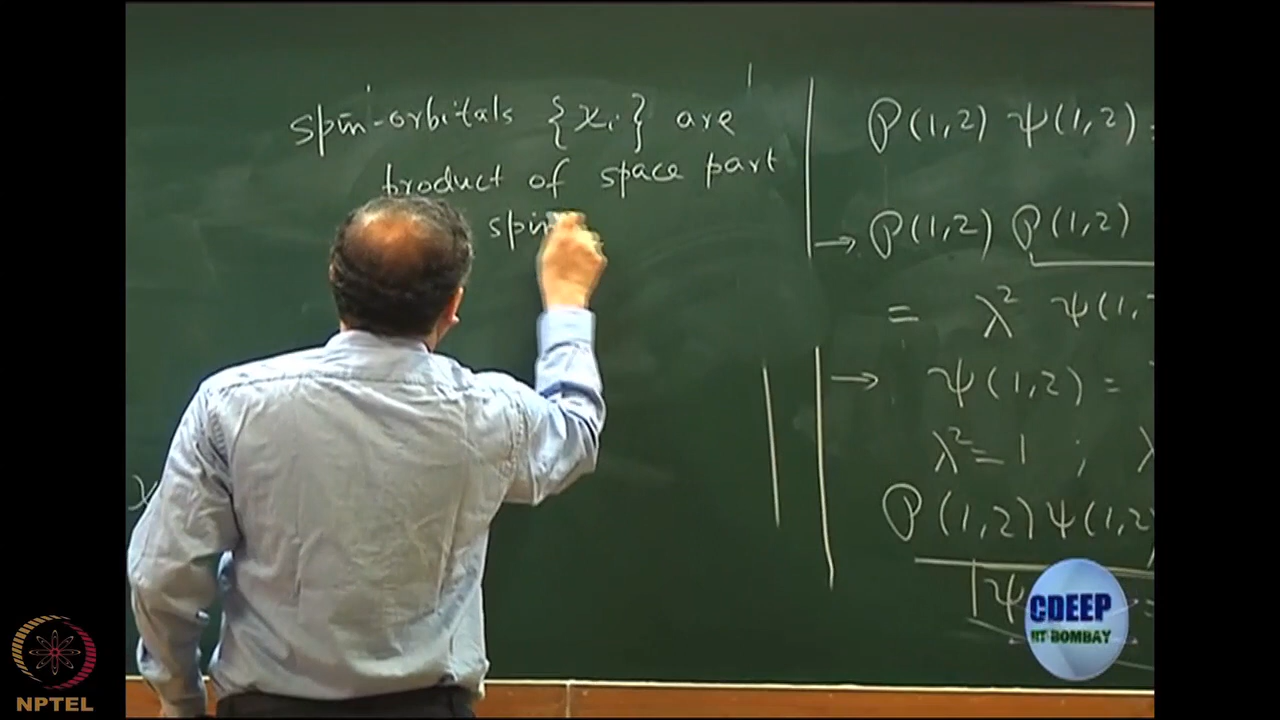 spin-orbitals {χᵢ} are
product of space part
spin
P(1,2) ψ(1,2) =
→ P(1,2) P(1,2)
= λ² ψ(1,
→ ψ(1,2) =
λ² = 1 ; λ
P(1,2) ψ(1,2
ψ
χ
CDEEP
IIT BOMBAY
NPTEL